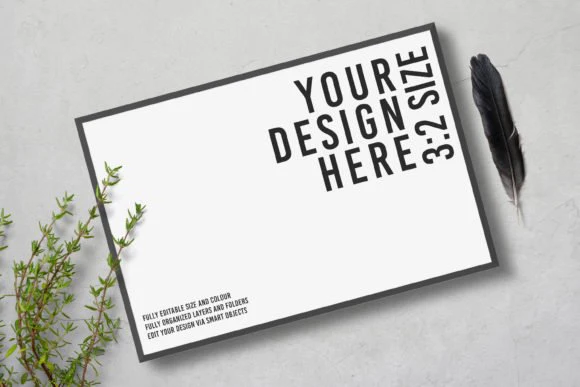 YOUR
DESIGN
HERE
3:2 SIZE
FULLY EDITABLE SIZE AND COLOUR
FULLY ORGANIZED LAYERS AND FOLDERS
EDIT YOUR DESIGN VIA SMART OBJECTS